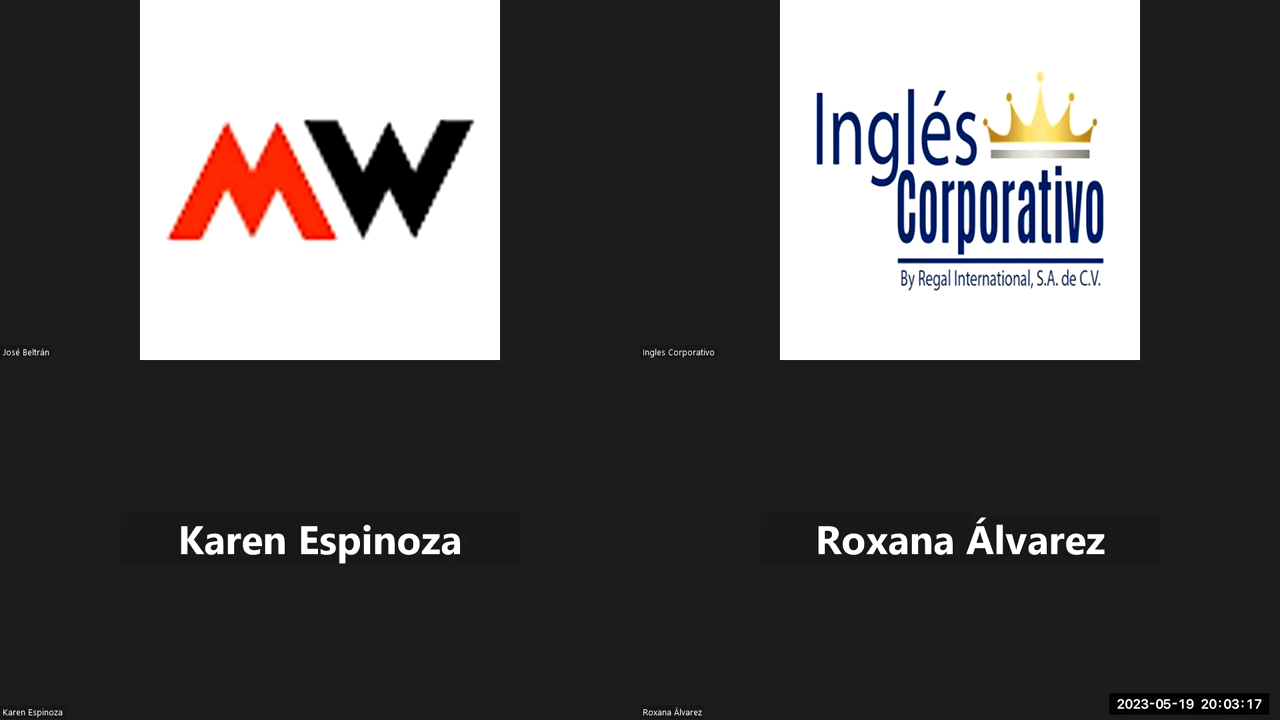 MW
Inglés
Corporativo
By Regal International, S.A. de C.V.
José Beltrán
Ingles Corporativo
Karen Espinoza
Roxana Álvarez
Karen Espinoza
Roxana Álvarez
2023-05-19 20:03:17